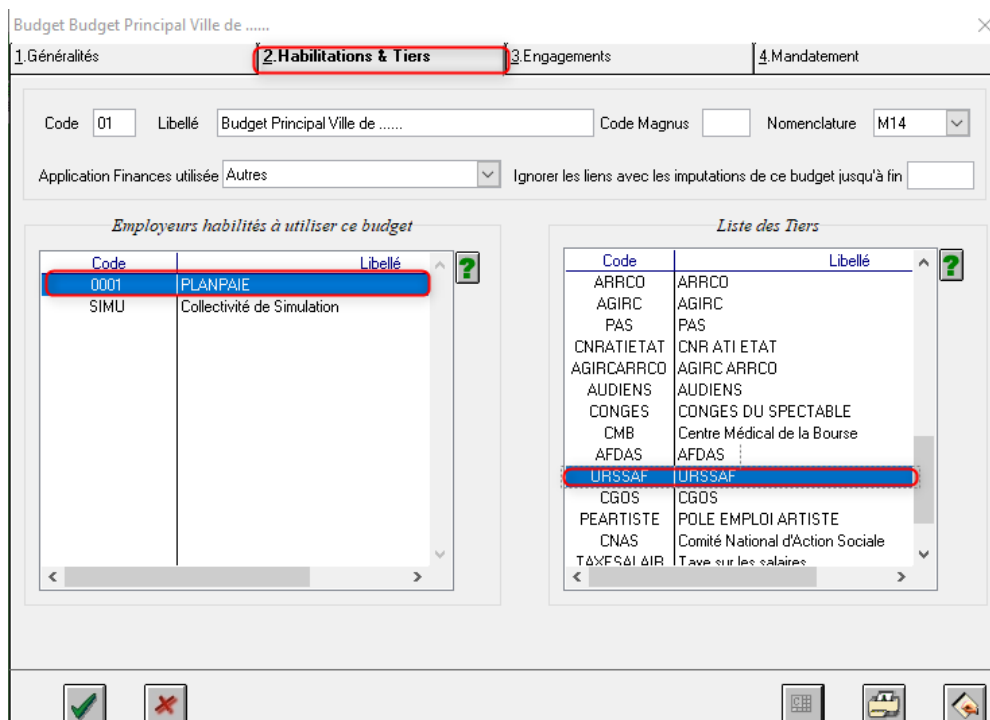 Budget Budget Principal Ville de ......
1.Généralités 2.Habilitations & Tiers 3.Engagements 4.Mandatement
Code 01 Libellé Budget Principal Ville de ...... Code Magnus Nomenclature M14
Application Finances utilisée Autres Ignorer les liens avec les imputations de ce budget jusqu'à fin
Employeurs habilités à utiliser ce budget
Code Libellé
0001 PLANPAIE
SIMU Collectivité de Simulation
Liste des Tiers
Code Libellé
ARRCO ARRCO
AGIRC AGIRC
PAS PAS
CNRATIETAT CNR ATI ETAT
AGIRCARRCO AGIRC ARRCO
AUDIENS AUDIENS
CONGES CONGES DU SPECTABLE
CMB Centre Médical de la Bourse
AFDAS AFDAS
URSSAF URSSAF
CGOS CGOS
PEARTISTE POLE EMPLOI ARTISTE
CNAS Comité National d'Action Sociale
TAXESALAIR Taxe sur les salaires